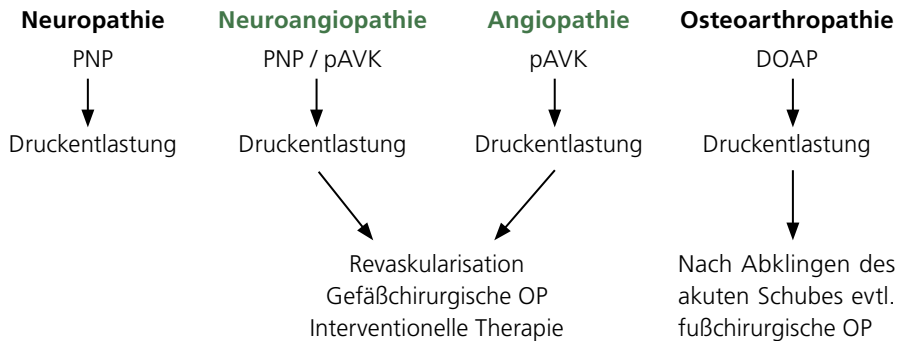 Neuropathie Neuroangiopathie Angiopathie Osteoarthropathie
PNP PNP / pAVK pAVK DOAP
Druckentlastung Druckentlastung Druckentlastung Druckentlastung
Revaskularisation
Gefäßchirurgische OP
Interventionelle Therapie
Nach Abklingen des
akuten Schubes evtl.
fußchirurgische OP